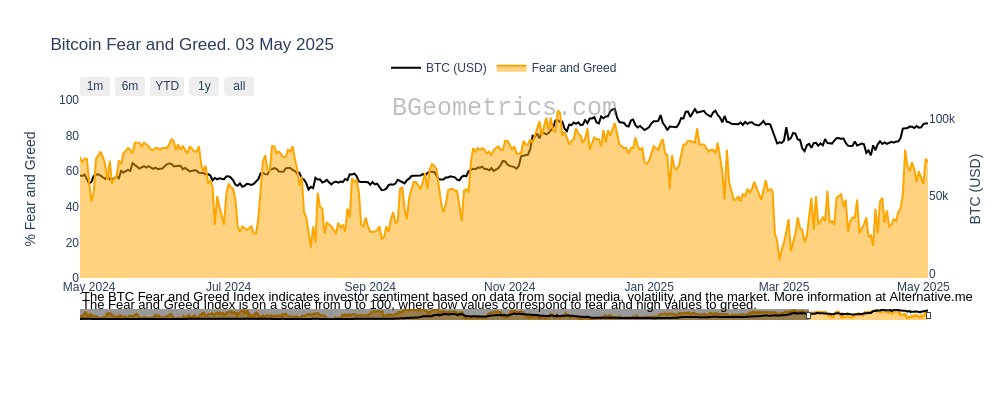 Bitcoin Fear and Greed. 03 May 2025
BTC (USD) Fear and Greed
1m 6m YTD 1y all
BGeometrics.com
100
80
60
40
20
0
% Fear and Greed
100k
50k
0
BTC (USD)
May 2024 Jul 2024 Sep 2024 Nov 2024 Jan 2025 Mar 2025 May 2025
The BTC Fear and Greed Index indicates investor sentiment based on data from social media, volatility, and the market. More information at Alternative.me
The Fear and Greed Index is on a scale from 0 to 100, where low values correspond to fear and high values to greed.